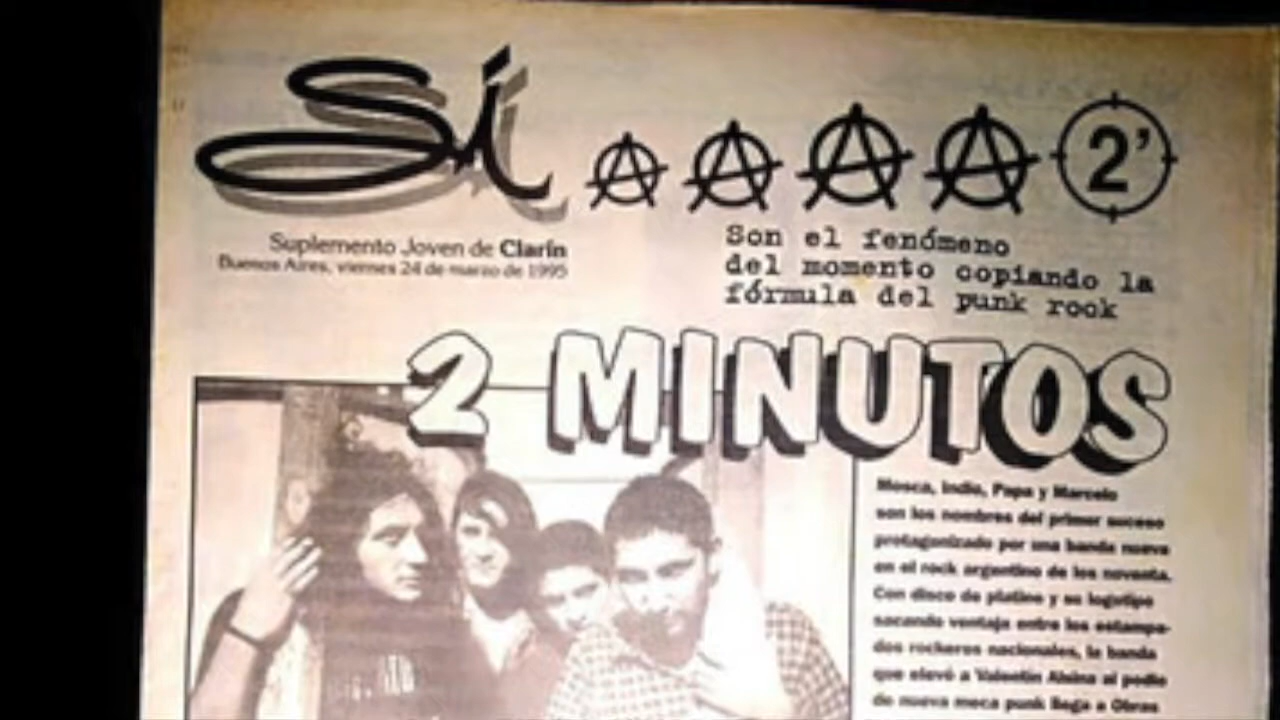 Sí
A A A A 2'
Suplemento Joven de Clarín
Buenos Aires, viernes 24 de marzo de 1995
Son el fenómeno
del momento copiando la
fórmula del punk rock
2 MINUTOS
Mosca, Indio, Papa y Marcelo
son los nombres del primer suceso
protagonizado por una banda nueva
en el rock argentino de los noventa.
Con disco de platino y su logotipo
sacando ventaja entre los estampa-
dos rockeros nacionales, la banda
que elevó a Valentín Alsina al podio
de nueva meca punk llega a Obras